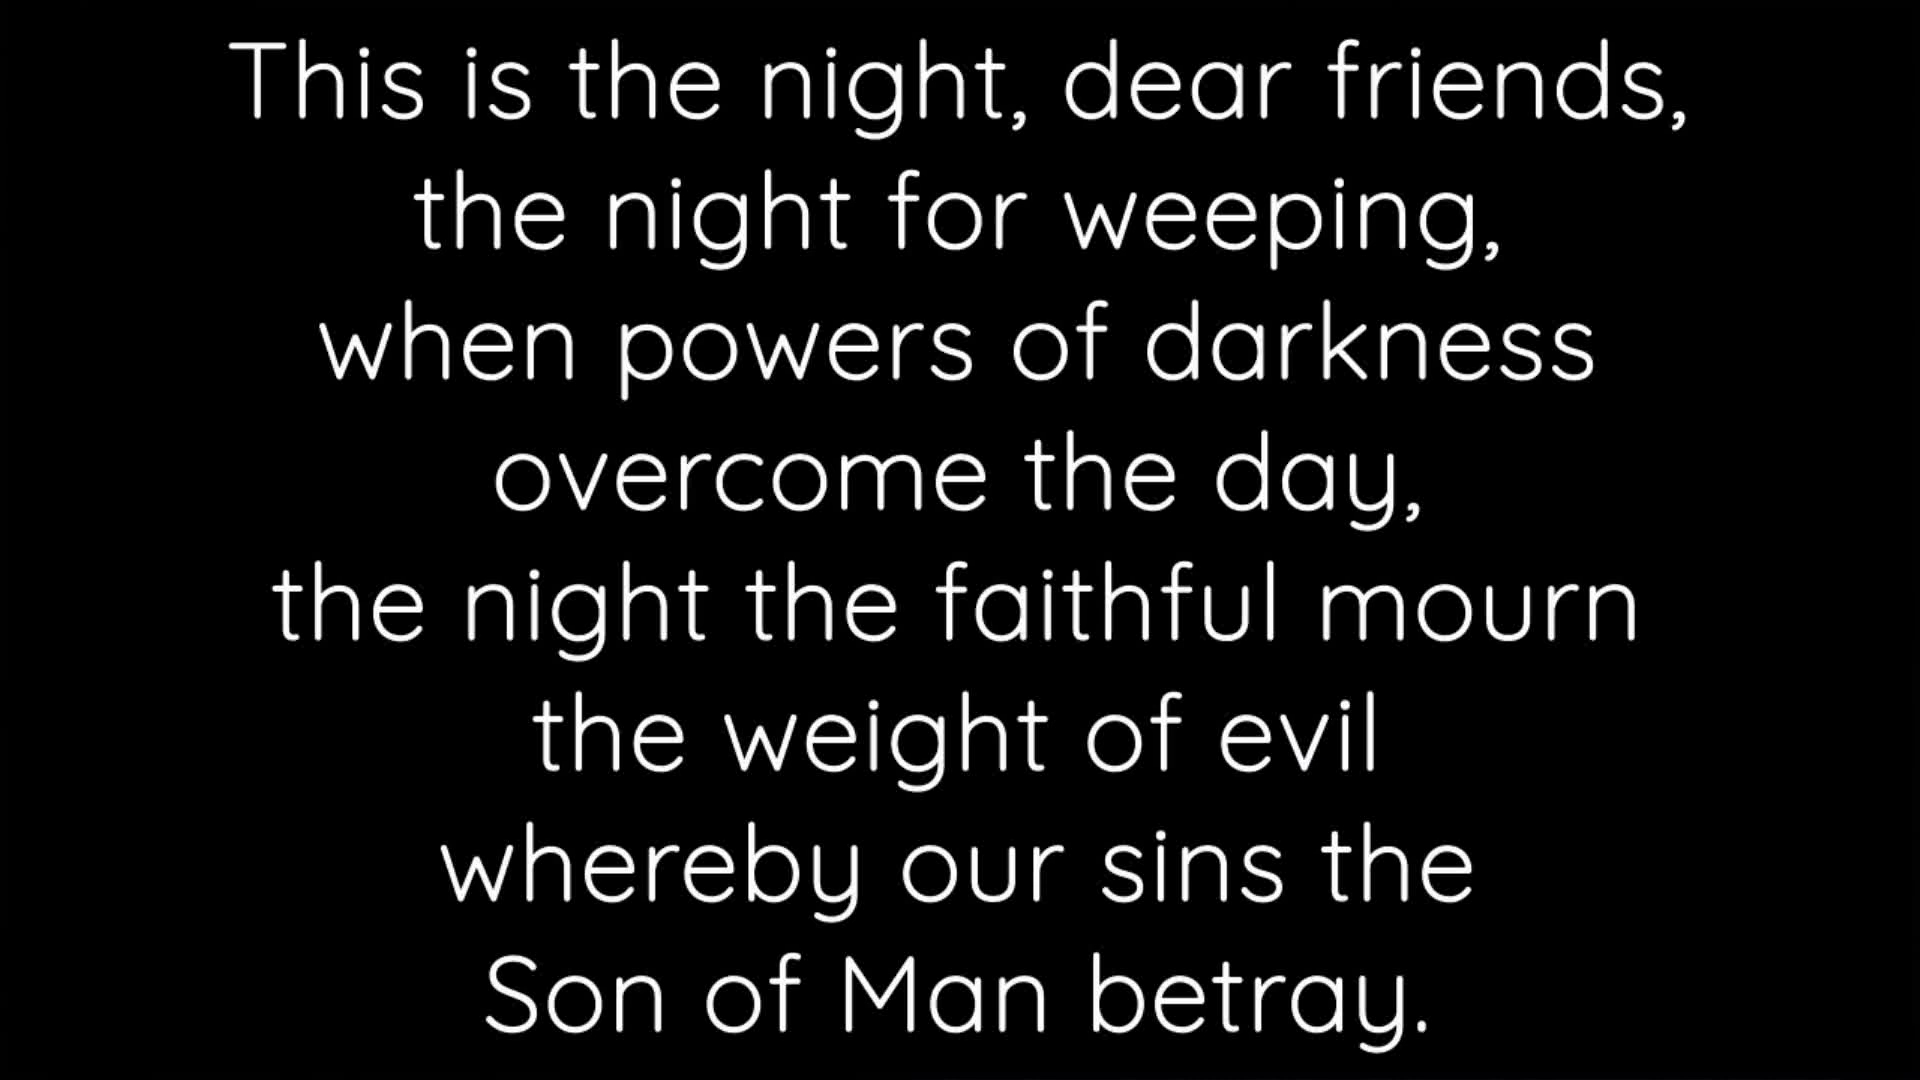 This is the night, dear friends,
the night for weeping,
when powers of darkness
overcome the day,
the night the faithful mourn
the weight of evil
whereby our sins the
Son of Man betray.